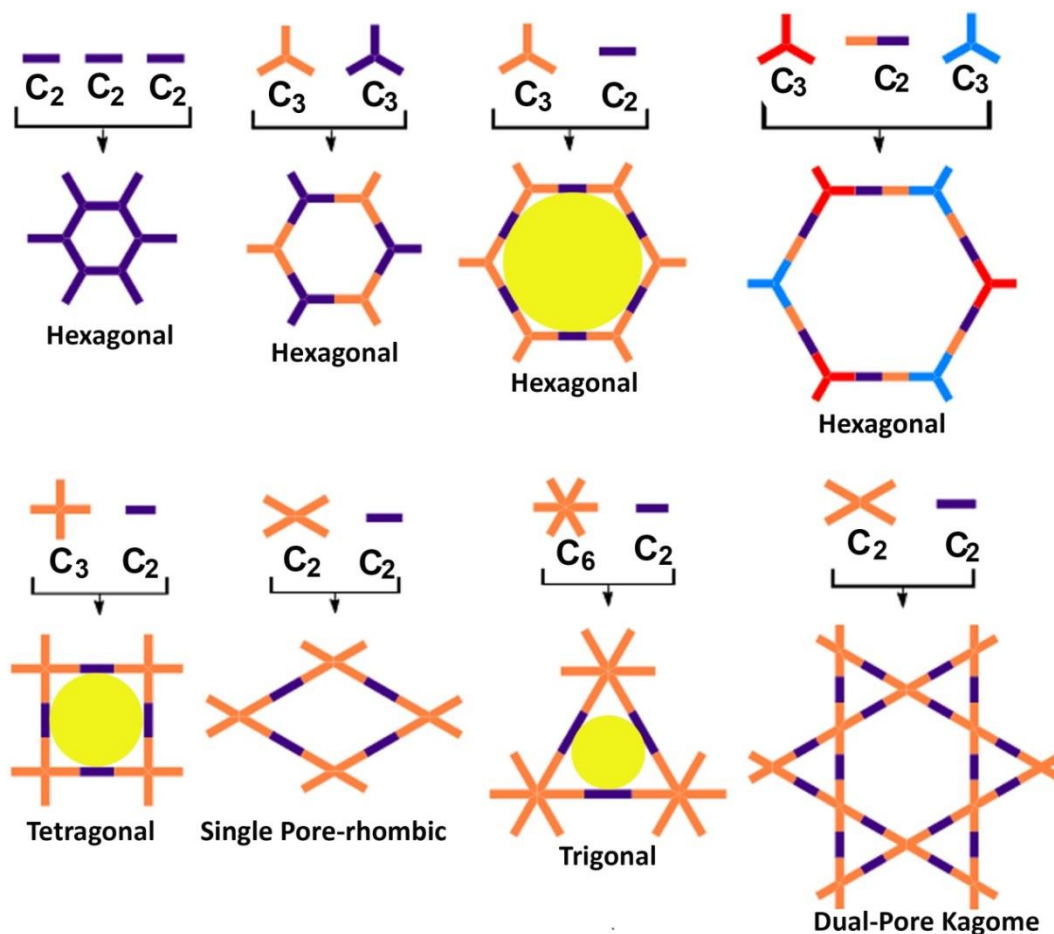 C2 C2 C2
C3 C3
C3 C2
C3 C2 C3
Hexagonal
Hexagonal
Hexagonal
Hexagonal
C3 C2
C2 C2
C6 C2
C2 C2
Tetragonal
Single Pore-rhombic
Trigonal
Dual-Pore Kagome